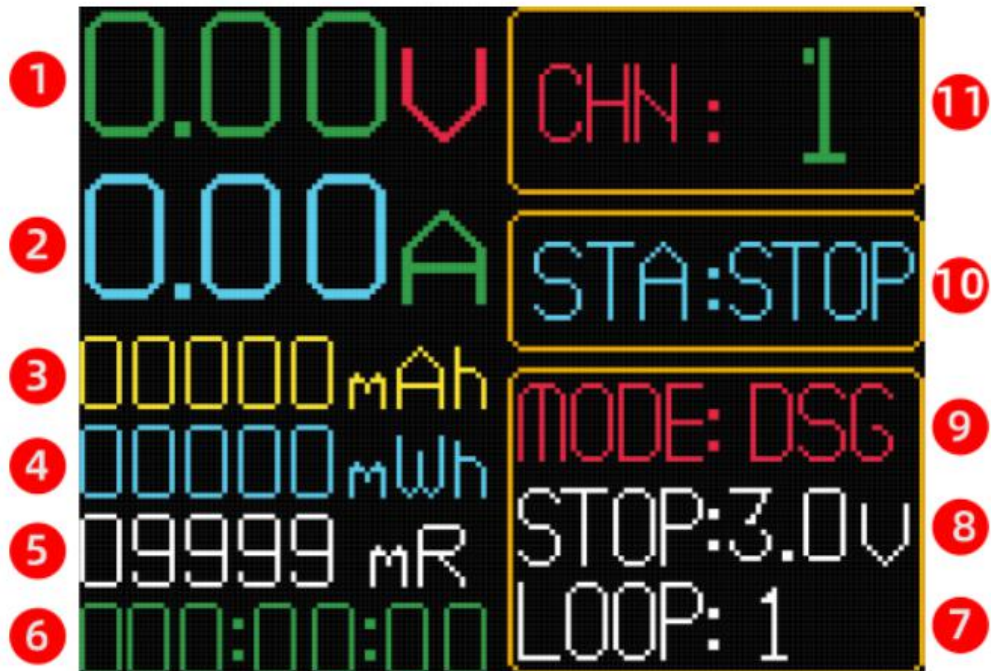 1
0.00V
2
0.00A
3
00000mAh
4
00000mWh
5
09999 mR
6
000:00:00
11
CHN: 1
10
STA:STOP
9
MODE: DSG
8
STOP:3.0V
7
LOOP: 1